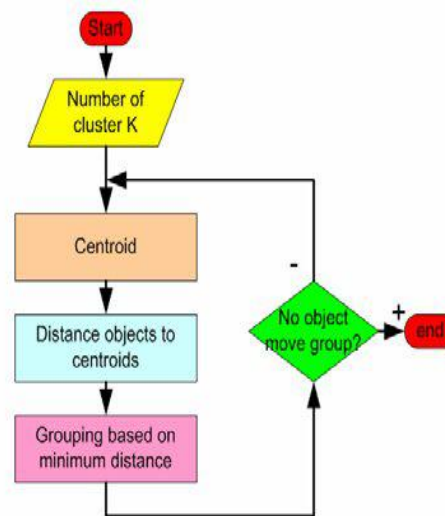 Start
Number of
cluster K
Centroid
-
No object
move group?
+
end
Distance objects to
centroids
Grouping based on
minimum distance